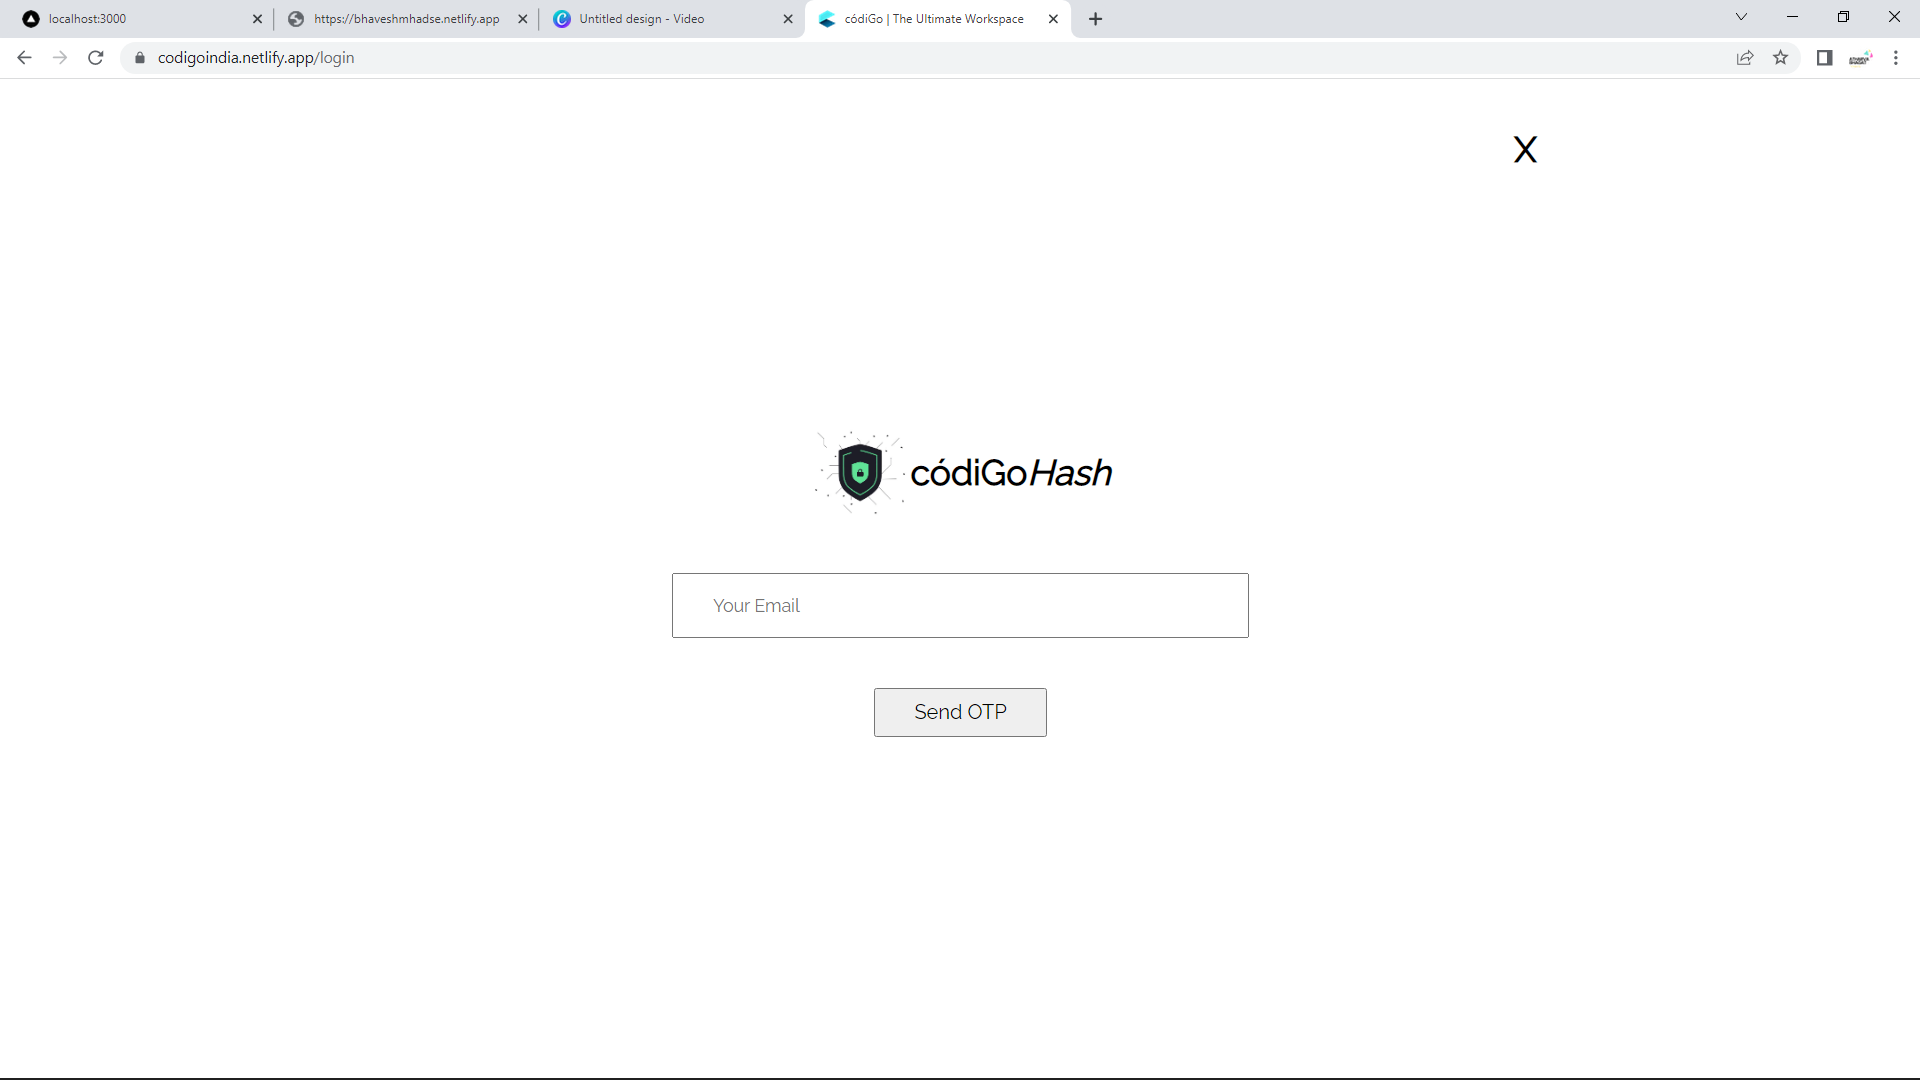 localhost:3000
https://bhaveshmhadse.netlify.app
Untitled design - Video
códiGo | The Ultimate Workspace
codigoindia.netlify.app/login
X
códiGoHash
Your Email
Send OTP